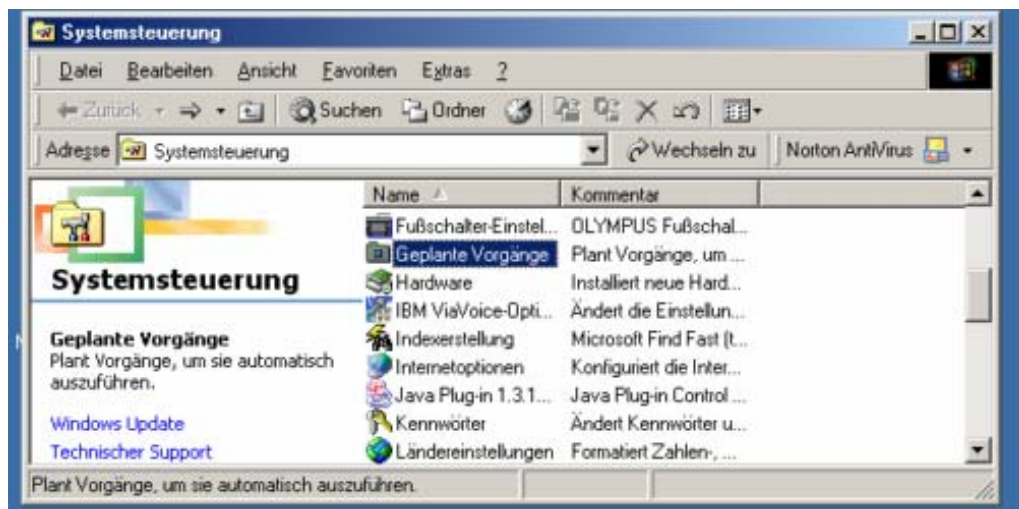 Systemsteuerung
Datei Bearbeiten Ansicht Favoriten Extras ?
Zurück Suchen Ordner
Adresse Systemsteuerung Wechseln zu Norton AntiVirus
Systemsteuerung
Geplante Vorgänge
Plant Vorgänge, um sie automatisch
auszuführen.
Windows Update
Technischer Support
Name Kommentar
Fußschalter-Einstel... OLYMPUS Fußschal...
Geplante Vorgänge Plant Vorgänge, um ...
Hardware Installiert neue Hard...
IBM ViaVoice-Opti... Ändert die Einstellun...
Indexerstellung Microsoft Find Fast (t...
Internetoptionen Konfiguriert die Inter...
Java Plug-in 1.3.1... Java Plug-in Control ...
Kennwörter Ändert Kennwörter u...
Ländereinstellungen Formatiert Zahlen-, ...
Plant Vorgänge, um sie automatisch auszuführen.